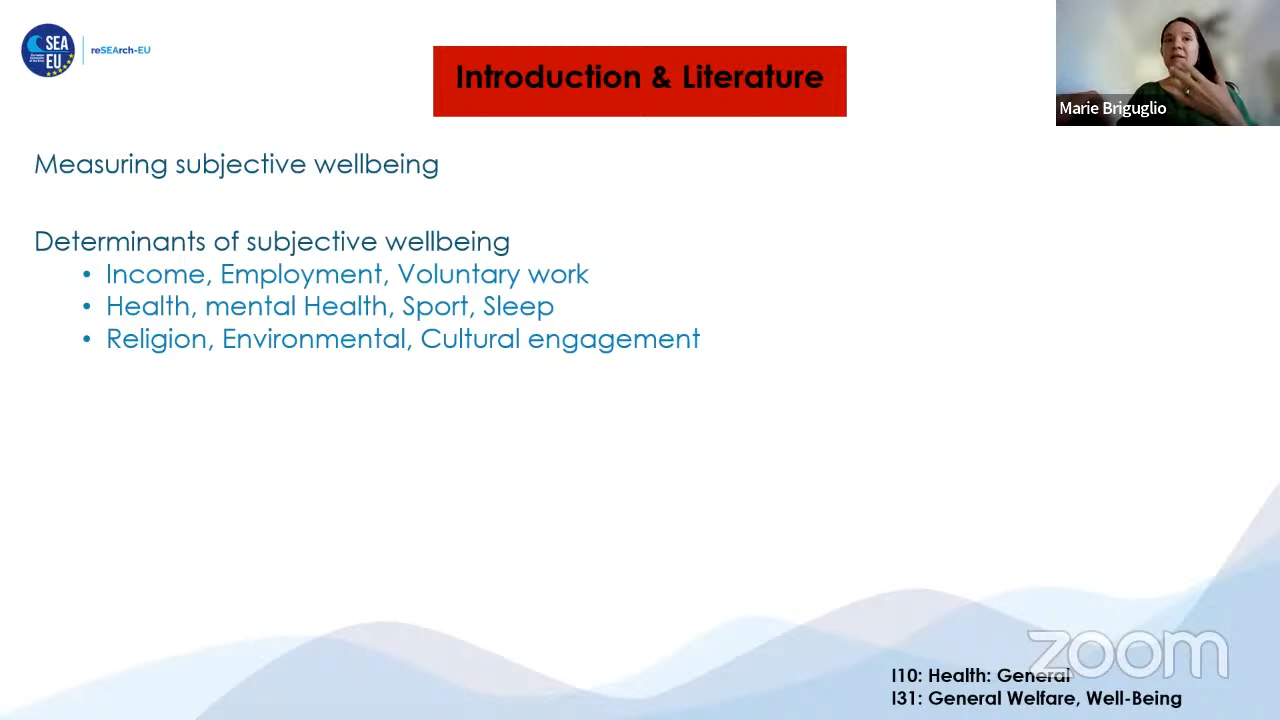 SEA
EU
reSEArch-EU
Introduction & Literature
Marie Briguglio
Measuring subjective wellbeing
Determinants of subjective wellbeing
• Income, Employment, Voluntary work
• Health, mental Health, Sport, Sleep
• Religion, Environmental, Cultural engagement
zoom
I10: Health: General
I31: General Welfare, Well-Being